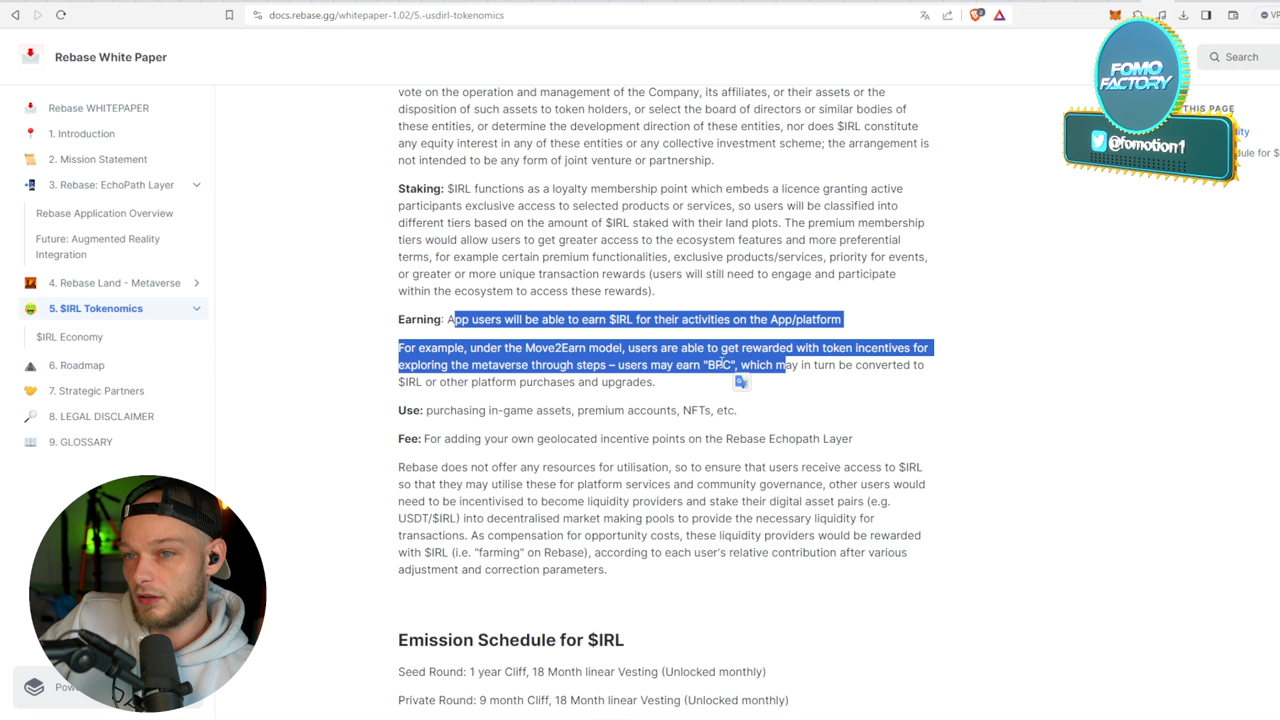 docs.rebase.gg/whitepaper-1.02/5.-usdirl-tokenomics
2
VP
Rebase White Paper
Search
FOMO
FACTORY
@fomotion1
THIS PAGE
Rebase WHITEPAPER
1. Introduction
2. Mission Statement
3. Rebase: EchoPath Layer
Rebase Application Overview
Future: Augmented Reality
Integration
4. Rebase Land - Metaverse
5. $IRL Tokenomics
$IRL Economy
6. Roadmap
7. Strategic Partners
8. LEGAL DISCLAIMER
9. GLOSSARY
vote on the operation and management of the Company, its affiliates, or their assets or the
disposition of such assets to token holders, or select the board of directors or similar bodies of
these entities, or determine the development direction of these entities, nor does $IRL constitute
any equity interest in any of these entities or any collective investment scheme; the arrangement is
not intended to be any form of joint venture or partnership.
Staking: $IRL functions as a loyalty membership point which embeds a licence granting active
participants exclusive access to selected products or services, so users will be classified into
different tiers based on the amount of $IRL staked with their land plots. The premium membership
tiers would allow users to get greater access to the ecosystem features and more preferential
terms, for example certain premium functionalities, exclusive products/services, priority for events,
or greater or more unique transaction rewards (users will still need to engage and participate
within the ecosystem to access these rewards).
Earning: App users will be able to earn $IRL for their activities on the App/platform
For example, under the Move2Earn model, users are able to get rewarded with token incentives for
exploring the metaverse through steps – users may earn "BPC", which may in turn be converted to
$IRL or other platform purchases and upgrades.
Use: purchasing in-game assets, premium accounts, NFTs, etc.
Fee: For adding your own geolocated incentive points on the Rebase Echopath Layer
Rebase does not offer any resources for utilisation, so to ensure that users receive access to $IRL
so that they may utilise these for platform services and community governance, other users would
need to be incentivised to become liquidity providers and stake their digital asset pairs (e.g.
USDT/$IRL) into decentralised market making pools to provide the necessary liquidity for
transactions. As compensation for opportunity costs, these liquidity providers would be rewarded
with $IRL (i.e. "farming" on Rebase), according to each user's relative contribution after various
adjustment and correction parameters.
Emission Schedule for $IRL
Seed Round: 1 year Cliff, 18 Month linear Vesting (Unlocked monthly)
Private Round: 9 month Cliff, 18 Month linear Vesting (Unlocked monthly)